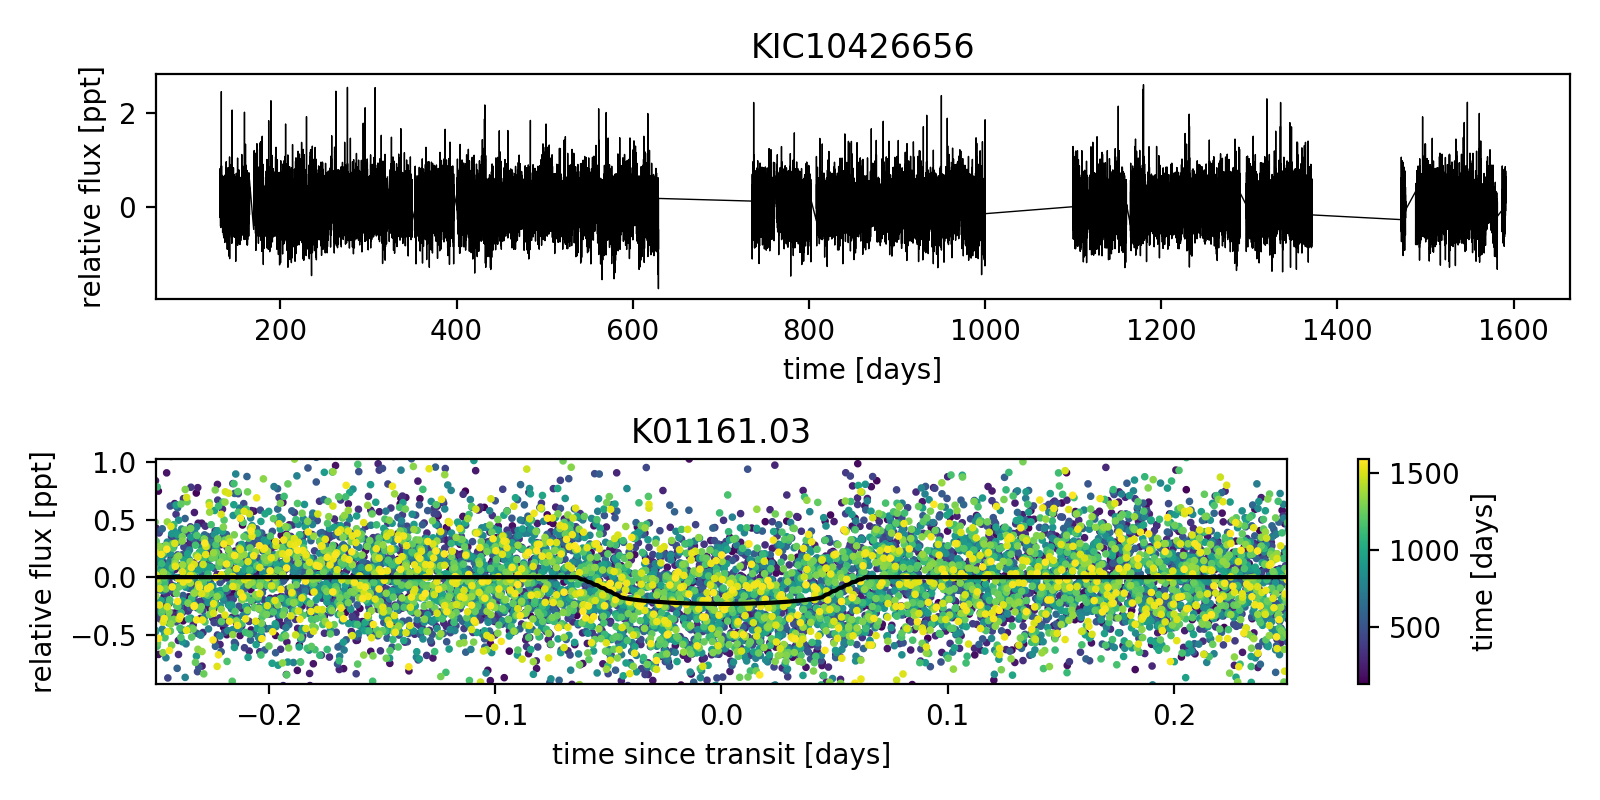 KIC10426656
relative flux [ppt]
2
0
200 400 600 800 1000 1200 1400 1600
time [days]
K01161.03
relative flux [ppt]
1.0
0.5
0.0
−0.5
−0.2 −0.1 0.0 0.1 0.2
time since transit [days]
1500
1000
500
time [days]